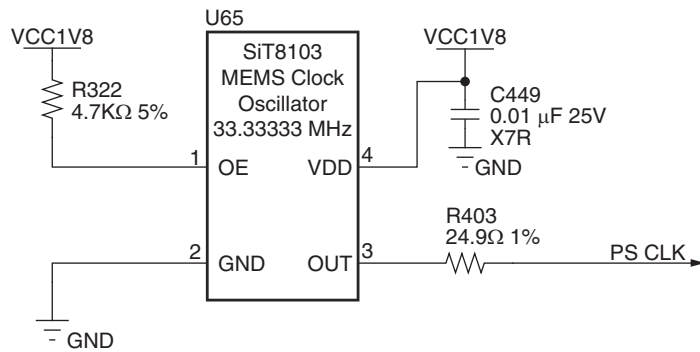 U65
VCC1V8
VCC1V8
SiT8103
MEMS Clock
Oscillator
33.33333 MHz
R322
4.7KΩ 5%
C449
0.01 μF 25V
X7R
GND
1
OE
VDD
4
R403
24.9Ω 1%
2
GND
OUT
3
PS CLK
GND